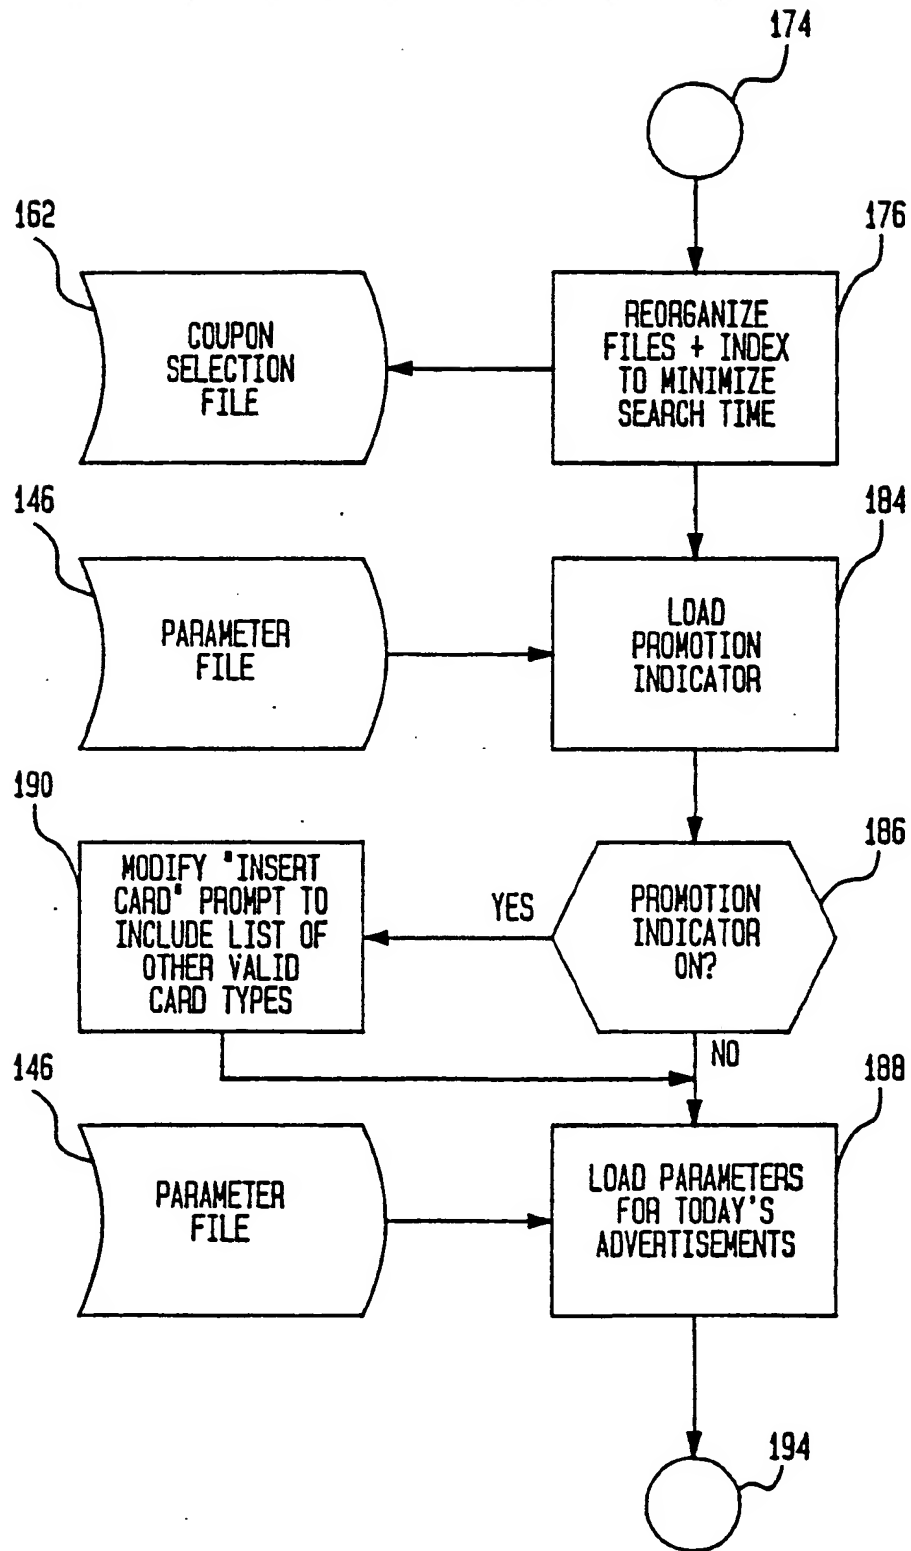 174
162
176
COUPON
SELECTION
FILE
REORGANIZE
FILES + INDEX
TO MINIMIZE
SEARCH TIME
146
184
PARAMETER
FILE
LOAD
PROMOTION
INDICATOR
190
186
MODIFY "INSERT
CARD" PROMPT TO
INCLUDE LIST OF
OTHER VALID
CARD TYPES
YES
PROMOTION
INDICATOR
ON?
NO
146
188
PARAMETER
FILE
LOAD PARAMETERS
FOR TODAY'S
ADVERTISEMENTS
194